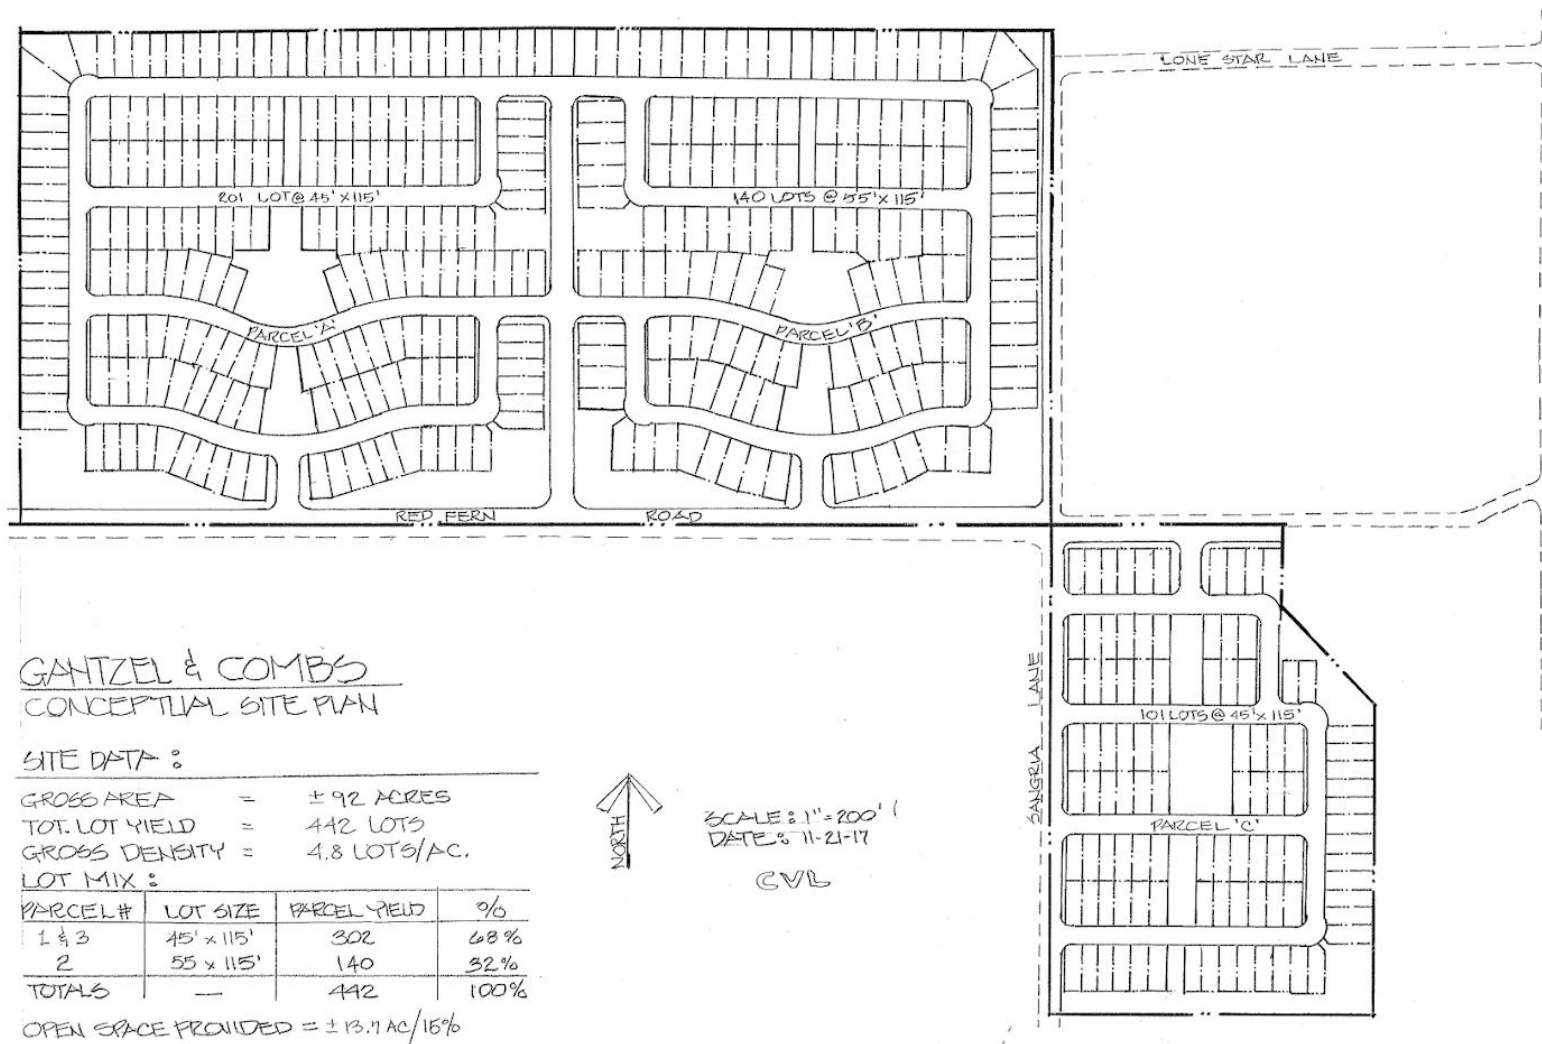 LONE STAR LANE
201 LOT@ 45' X 115'
140 LOTS @ 55' X 115'
PARCEL 'A'
PARCEL 'B'
RED FERN ROAD
GANTZEL & COMBS
CONCEPTUAL SITE PLAN
SITE DATA :
GROSS AREA = ± 92 ACRES
TOT. LOT YIELD = 442 LOTS
GROSS DENSITY = 4.8 LOTS/AC.
LOT MIX :
PARCEL# LOT SIZE PARCEL YIELD %
1 & 3 45' x 115' 302 68%
2 55 x 115' 140 32%
TOTALS — 442 100%
OPEN SPACE PROVIDED = ± 13.7 AC/15%
NORTH
SCALE : 1" = 200'
DATE : 11-21-17
CVL
SANGRIA LANE
101 LOTS @ 45' x 115'
PARCEL 'C'